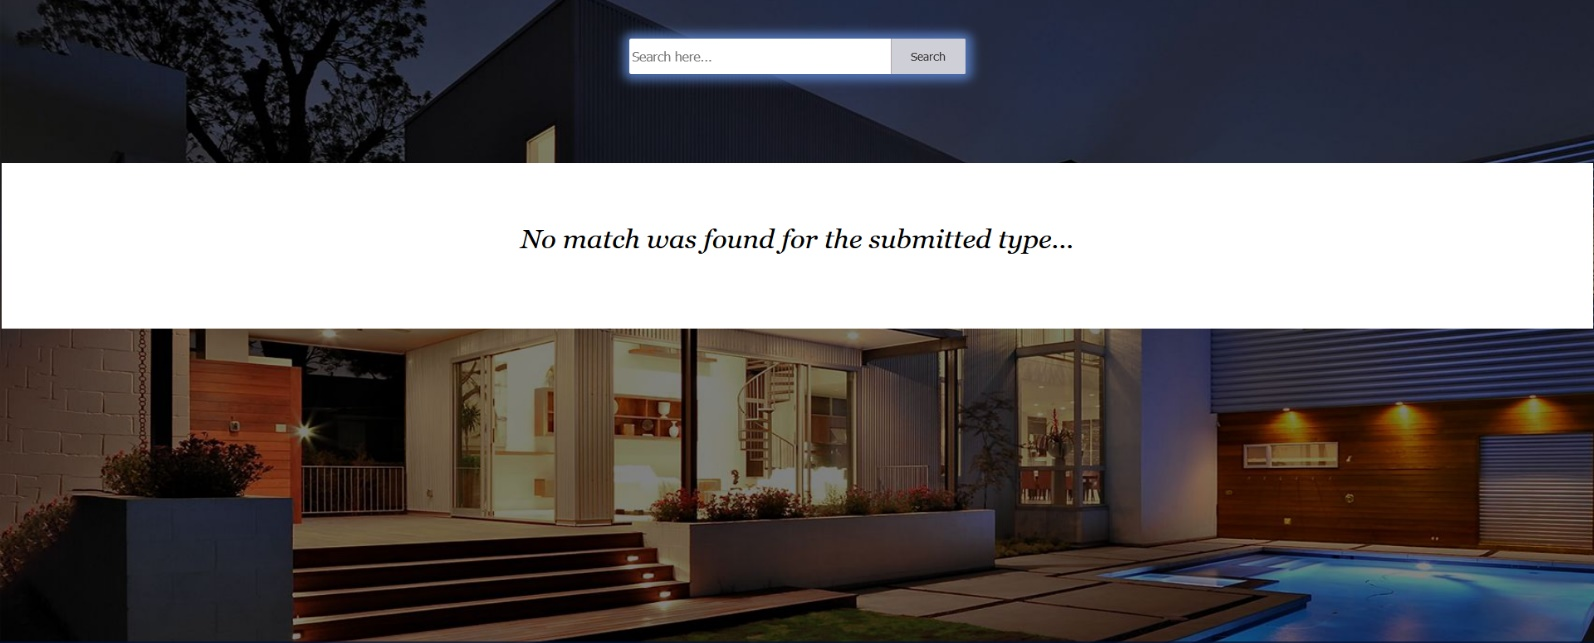 Search here...
Search
No match was found for the submitted type...